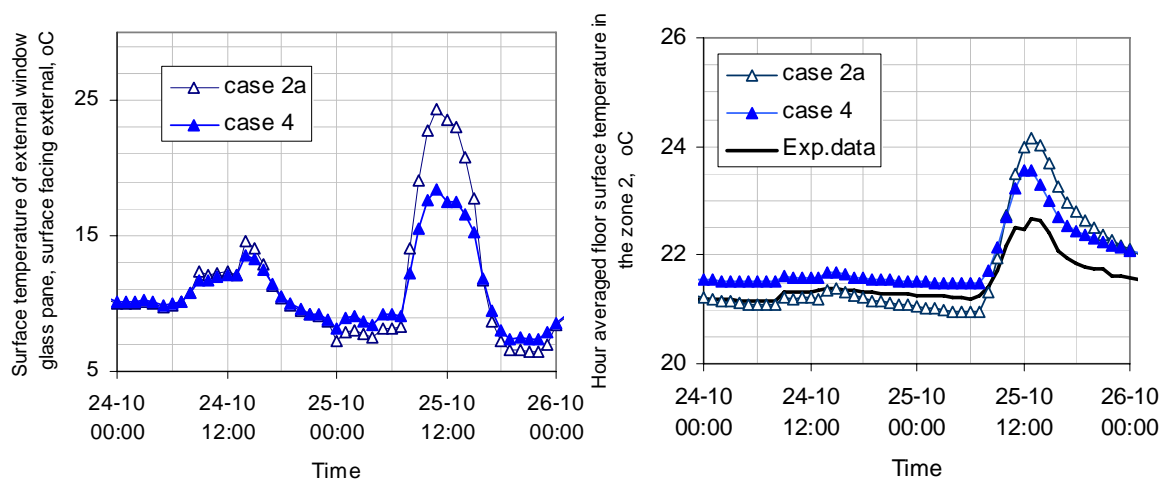 Surface temperature of external window
glass pane, surface facing external, oC
25
15
5
case 2a
case 4
24-10
00:00
24-10
12:00
25-10
00:00
25-10
12:00
26-10
00:00
Time
Hour averaged floor surface temperature in
the zone 2, oC
26
24
22
20
case 2a
case 4
Exp.data
24-10
00:00
24-10
12:00
25-10
00:00
25-10
12:00
26-10
00:00
Time